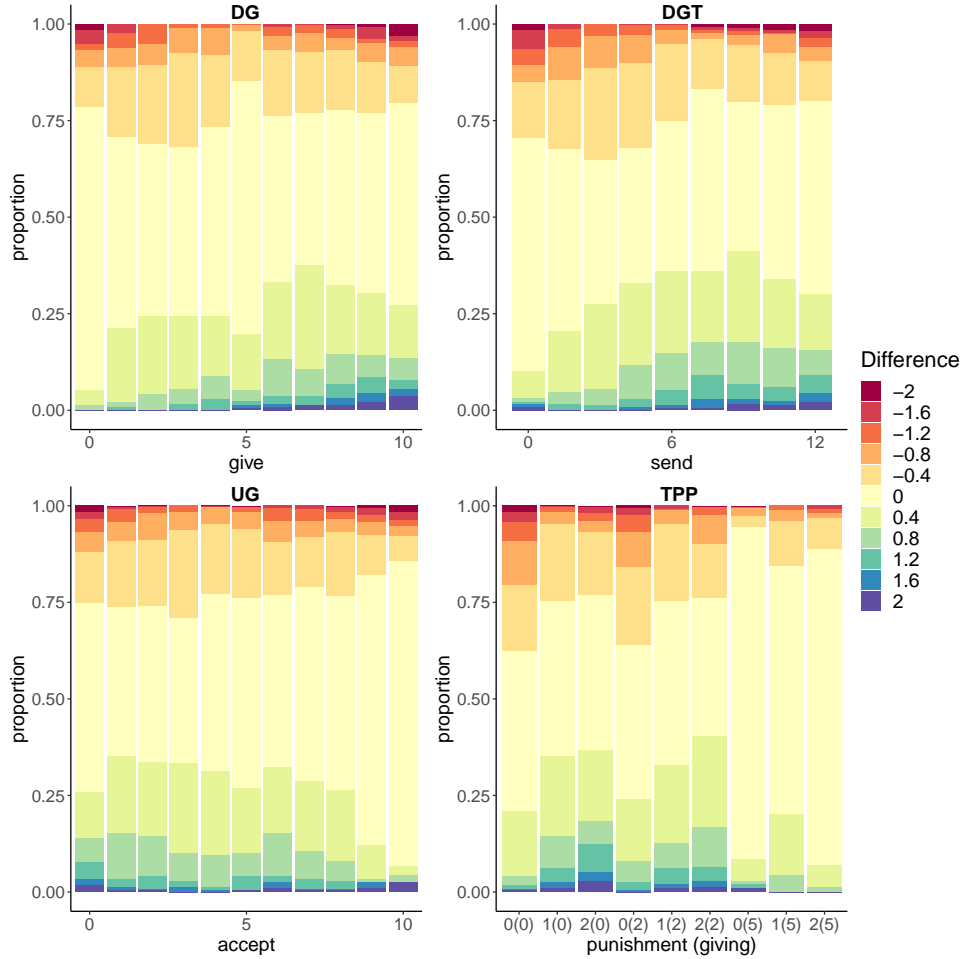 DG
1.00
0.75
0.50
0.25
0.00
proportion
0
5
10
give
DGT
1.00
0.75
0.50
0.25
0.00
proportion
0
6
12
send
UG
1.00
0.75
0.50
0.25
0.00
proportion
0
5
10
accept
TPP
1.00
0.75
0.50
0.25
0.00
proportion
0(0) 1(0) 2(0) 0(2) 1(2) 2(2) 0(5) 1(5) 2(5)
punishment (giving)
Difference
−2
−1.6
−1.2
−0.8
−0.4
0
0.4
0.8
1.2
1.6
2